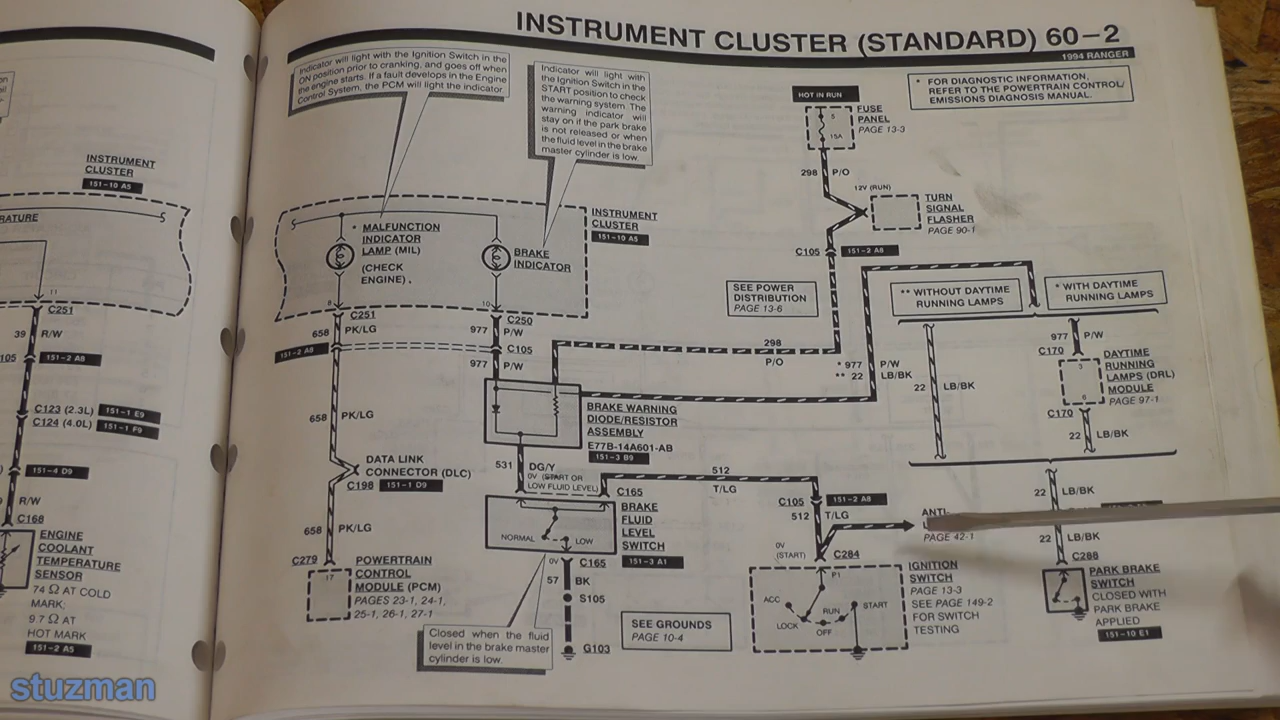 INSTRUMENT CLUSTER (STANDARD) 60-2
1994 RANGER
Indicator will light with the Ignition Switch in the
ON position prior to cranking, and goes off when
the engine starts. If a fault develops in the Engine
Control System, the PCM will light the indicator
Indicator will light with
the Ignition Switch in the
START position to check
the warning system. The
warning indicator will
stay on if the park brake
is not released or when
the fluid level in the brake
master cylinder is low.
HOT IN RUN
5
15A
FUSE
PANEL
PAGE 13-3
* FOR DIAGNOSTIC INFORMATION,
REFER TO THE POWERTRAIN CONTROL/
EMISSIONS DIAGNOSIS MANUAL.
298 P/O
12V (RUN)
TURN
SIGNAL
FLASHER
PAGE 90-1
C105 151-2 A8
INSTRUMENT
CLUSTER
151-10 A5
RATURE
11
C251
39 R/W
105 151-2 A8
C123 (2.3L) 151-1 E9
C124 (4.0L) 151-1 F9
151-4 D9
R/W
C168
ENGINE
COOLANT
TEMPERATURE
SENSOR
74 Ω AT COLD
MARK;
9.7 Ω AT
HOT MARK
151-2 A5
INSTRUMENT
CLUSTER
151-10 A5
* MALFUNCTION
INDICATOR
LAMP (MIL)
(CHECK
ENGINE) .
BRAKE
INDICATOR
8
C251
10
C250
658 PK/LG
977 P/W
151-2 A8
C105
977 P/W
658 PK/LG
DATA LINK
CONNECTOR (DLC)
C198 151-1 D9
658 PK/LG
C279
17
POWERTRAIN
CONTROL
MODULE (PCM)
PAGES 23-1, 24-1,
25-1, 26-1, 27-1
SEE POWER
DISTRIBUTION
PAGE 13-6
298
P/O
* 977 P/W
** 22 LB/BK
BRAKE WARNING
DIODE/RESISTOR
ASSEMBLY
E77B-14A601-AB
151-3 B9
531 DG/Y
0V (START OR
LOW FLUID LEVEL)
C165
BRAKE
FLUID
LEVEL
SWITCH
151-3 A1
NORMAL
LOW
0V
C165
57 BK
S105
G103
Closed when the fluid
level in the brake master
cylinder is low.
SEE GROUNDS
PAGE 10-4
512
T/LG
C105 151-2 A8
512 T/LG
ANTI-
PAGE 42-1
0V
(START)
C284
P1
ACC
LOCK
OFF
RUN
START
IGNITION
SWITCH
PAGE 13-3
SEE PAGE 149-2
FOR SWITCH
TESTING
** WITHOUT DAYTIME
RUNNING LAMPS
* WITH DAYTIME
RUNNING LAMPS
22 LB/BK
977 P/W
C170
3
6
DAYTIME
RUNNING
LAMPS (DRL)
MODULE
PAGE 97-1
C170
22 LB/BK
22 LB/BK
22 LB/BK
C288
PARK BRAKE
SWITCH
CLOSED WITH
PARK BRAKE
APPLIED
151-10 E1
stuzman